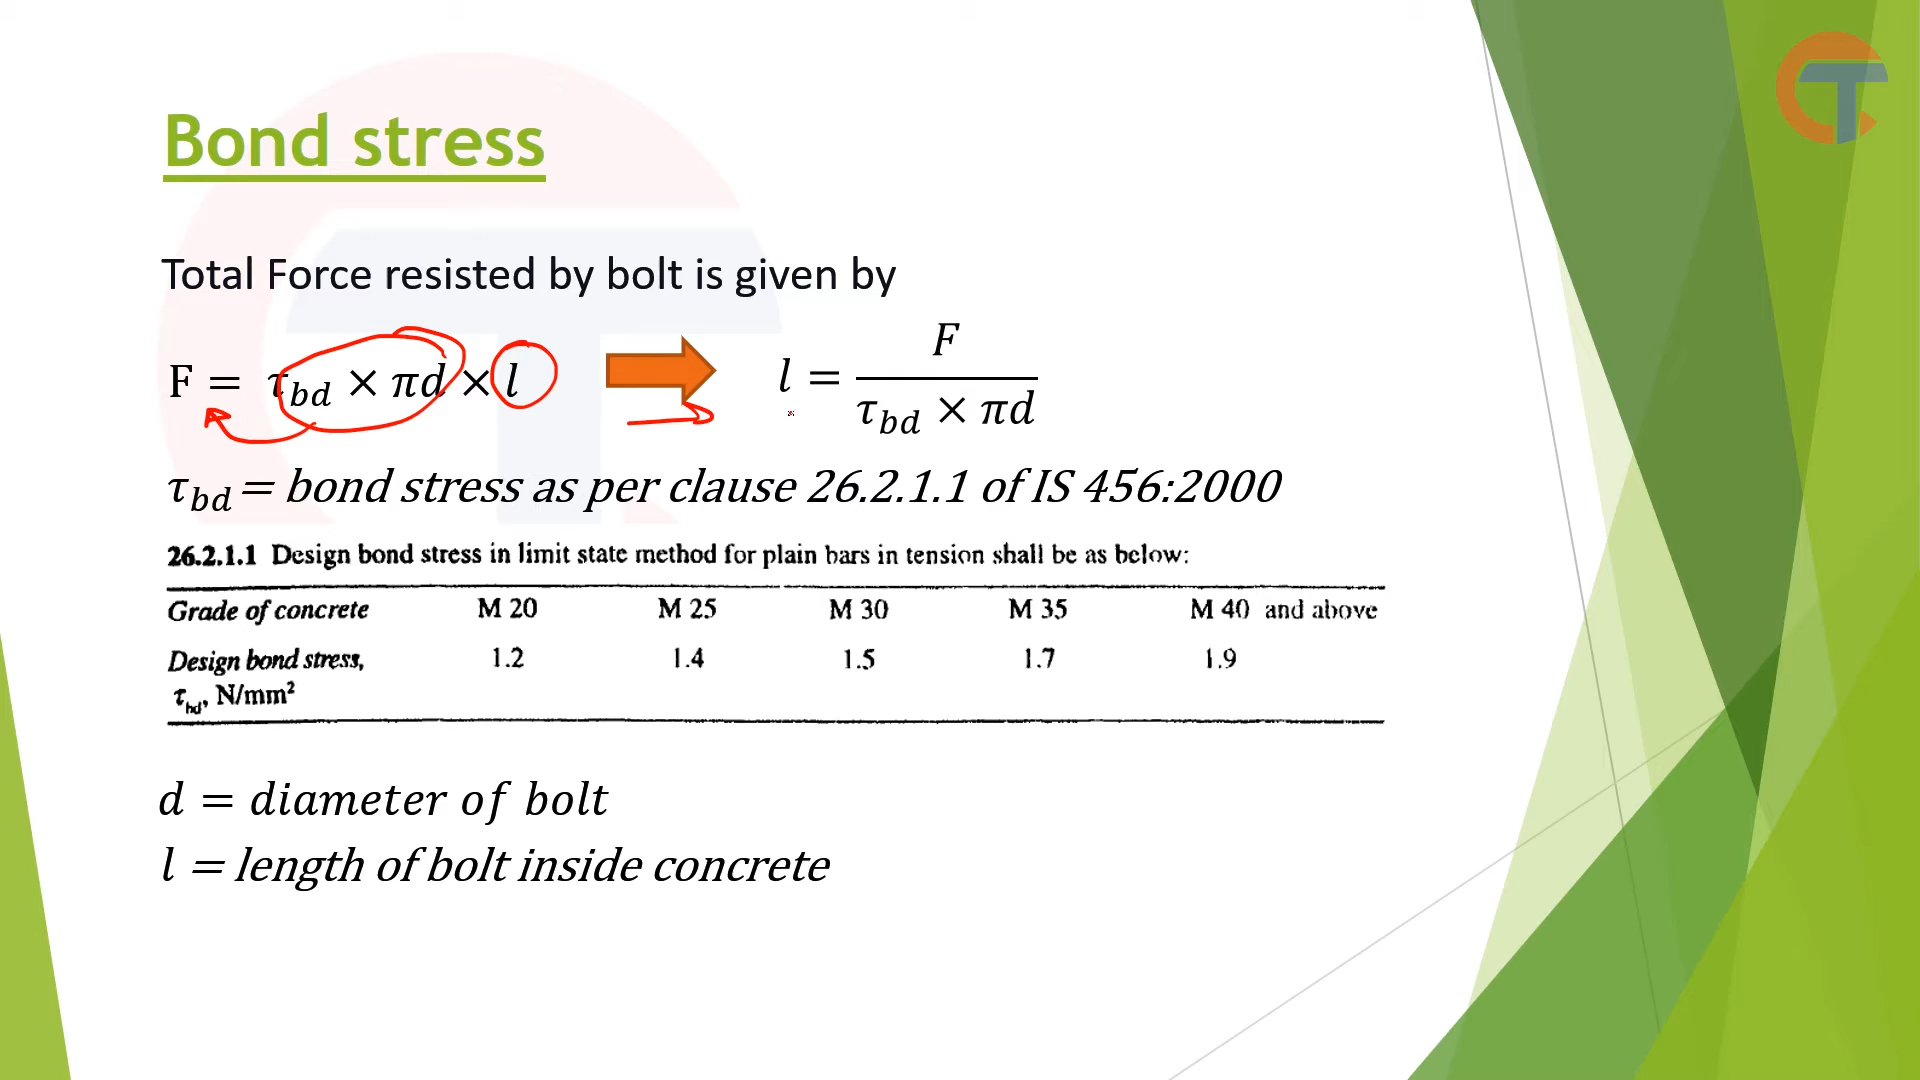 Bond stress
Total Force resisted by bolt is given by
F = τbd × πd × l
l = F / τbd × πd
τbd = bond stress as per clause 26.2.1.1 of IS 456:2000
26.2.1.1 Design bond stress in limit state method for plain bars in tension shall be as below:
Grade of concrete M 20 M 25 M 30 M 35 M 40 and above
Design bond stress, 1.2 1.4 1.5 1.7 1.9
τbd, N/mm²
d = diameter of bolt
l = length of bolt inside concrete